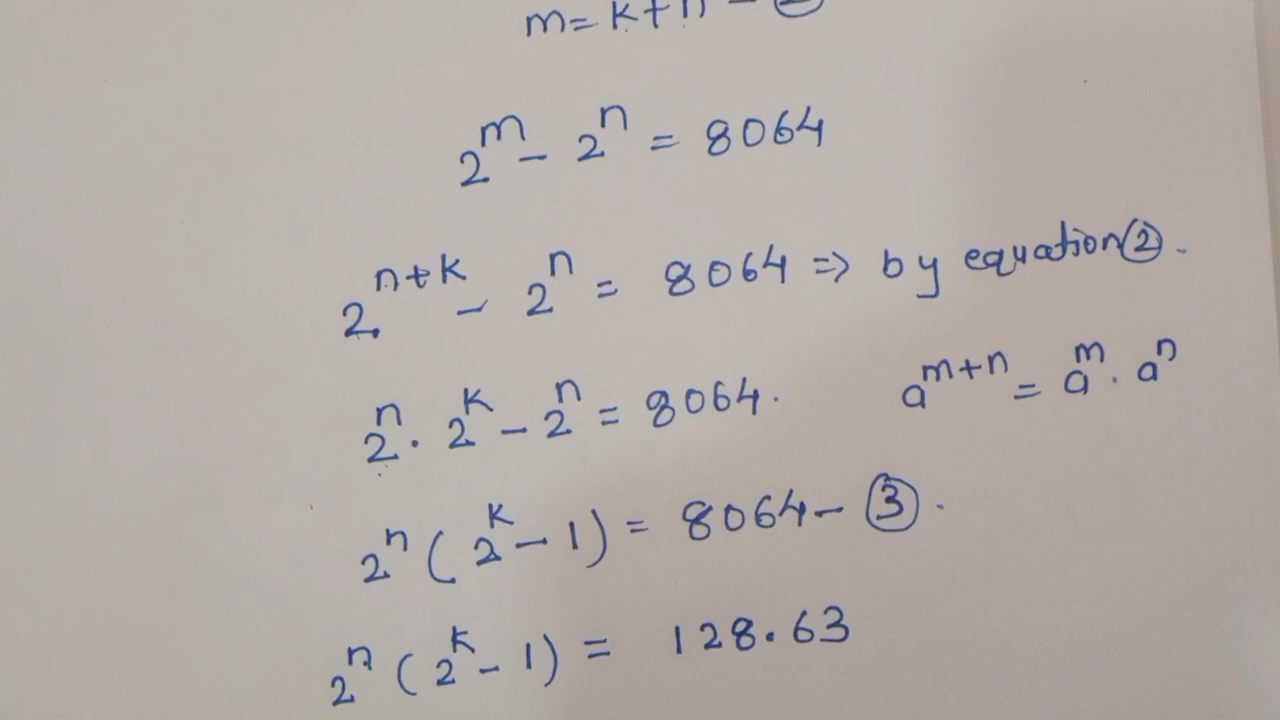 m = k + n - ②
2^m - 2^n = 8064
2^{n+k} - 2^n = 8064 => by equation ②.
2^n . 2^k - 2^n = 8064. a^{m+n} = a^m . a^n
2^n (2^k - 1) = 8064 - ③.
2^n (2^k - 1) = 128.63